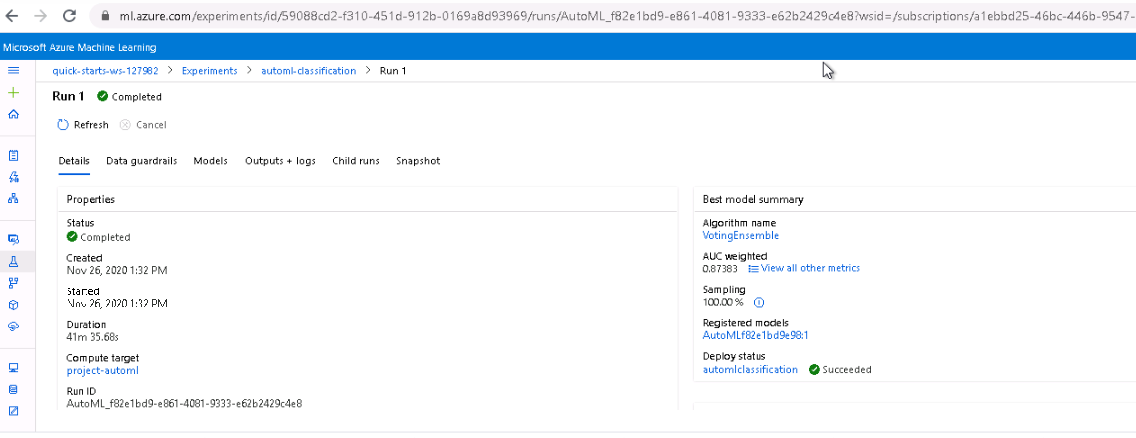 ml.azure.com/experiments/id/59088cd2-f310-451d-912b-0169a8d93969/runs/AutoML_f82e1bd9-e861-4081-9333-e62b2429c4e8?wsid=/subscriptions/a1ebbd25-46bc-446b-9547-
Microsoft Azure Machine Learning
quick-starts-ws-127982 > Experiments > automl-classification > Run 1
Run 1 Completed
Refresh Cancel
Details Data guardrails Models Outputs + logs Child runs Snapshot
Properties
Status
Completed
Created
Nov 26, 2020 1:32 PM
Started
Nov 26, 2020 1:32 PM
Duration
41m 35.68s
Compute target
project-automl
Run ID
AutoML_f82e1bd9-e861-4081-9333-e62b2429c4e8
Best model summary
Algorithm name
VotingEnsemble
AUC weighted
0.87383 View all other metrics
Sampling
100.00 %
Registered models
AutoMLf82e1bd9e98:1
Deploy status
automlclassification Succeeded